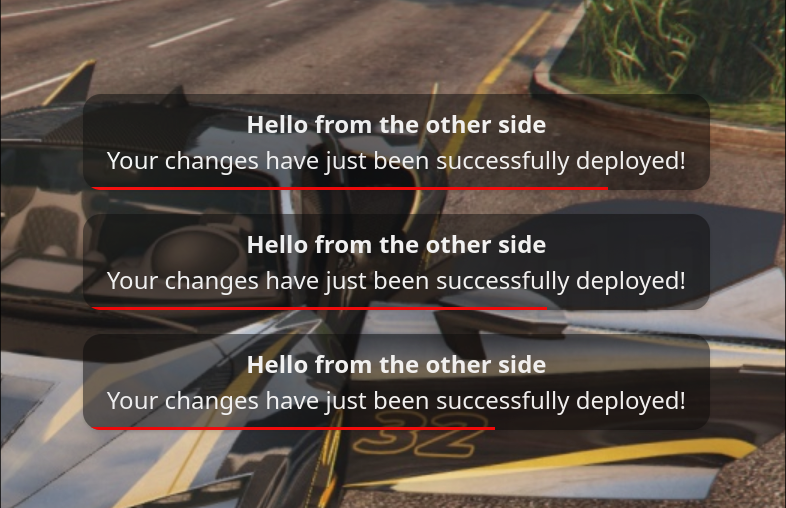 Hello from the other side
Your changes have just been successfully deployed!
Hello from the other side
Your changes have just been successfully deployed!
Hello from the other side
Your changes have just been successfully deployed!
32